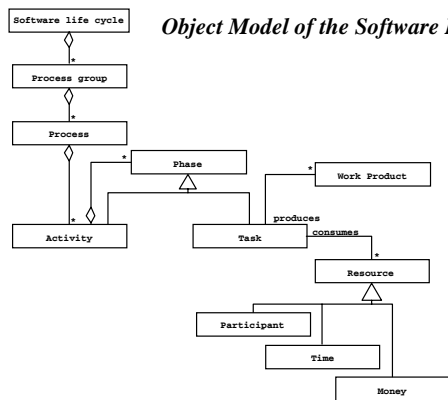 Software life cycle
Object Model of the Software
*
Process group
*
Process
*
Phase
*
Work Product
*
Activity
produces
Task
consumes
*
Resource
Participant
Time
Money